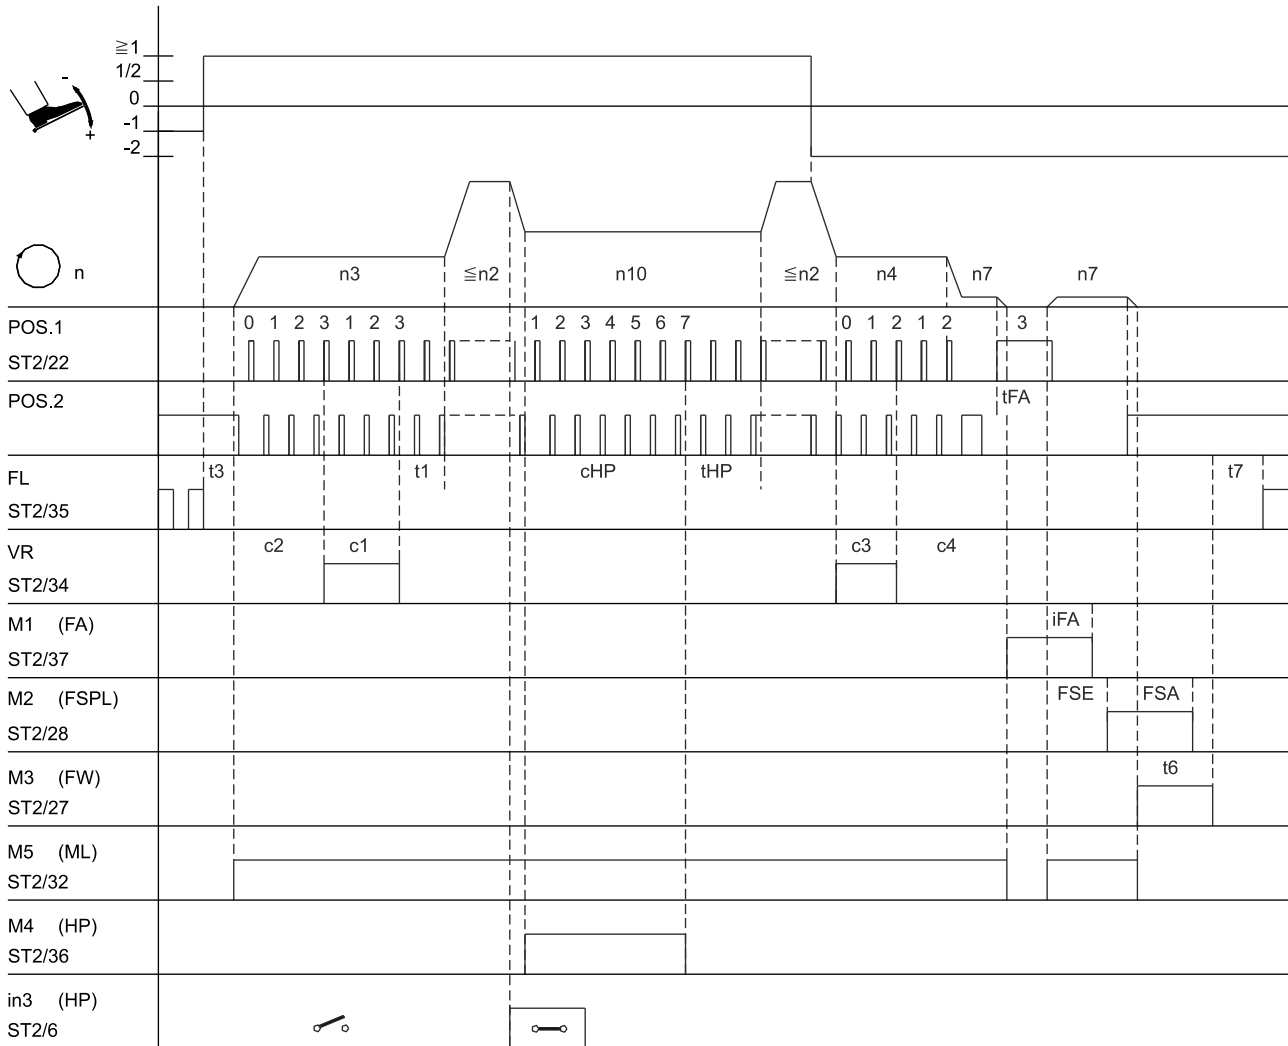 ≧1
1/2
0
-1
-2
-
+
n
n3 ≦n2 n10 ≦n2 n4 n7 n7
POS.1 0 1 2 3 1 2 3 1 2 3 4 5 6 7 0 1 2 1 2 3
ST2/22
POS.2 tFA
FL t3 t1 cHP tHP t7
ST2/35
VR c2 c1 c3 c4
ST2/34
M1 (FA) iFA
ST2/37
M2 (FSPL) FSE FSA
ST2/28
M3 (FW) t6
ST2/27
M5 (ML)
ST2/32
M4 (HP)
ST2/36
in3 (HP)
ST2/6